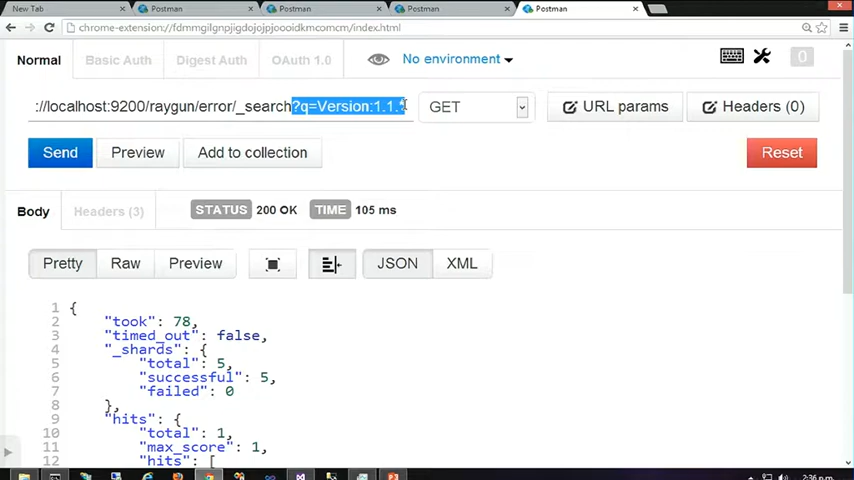 New Tab
Postman
Postman
Postman
Postman
chrome-extension://fdmmgilgnpjigdojojpjoooidkmcomcm/index.html
Normal
Basic Auth
Digest Auth
OAuth 1.0
No environment
0
://localhost:9200/raygun/error/_search?q=Version:1.1.*
GET
URL params
Headers (0)
Send
Preview
Add to collection
Reset
Body
Headers (3)
STATUS 200 OK
TIME 105 ms
Pretty
Raw
Preview
JSON
XML
1 {
2 "took": 78,
3 "timed_out": false,
4 "_shards": {
5 "total": 5,
6 "successful": 5,
7 "failed": 0
8 },
9 "hits": {
10 "total": 1,
11 "max_score": 1,
12 "hits": [
2:36 p.m.